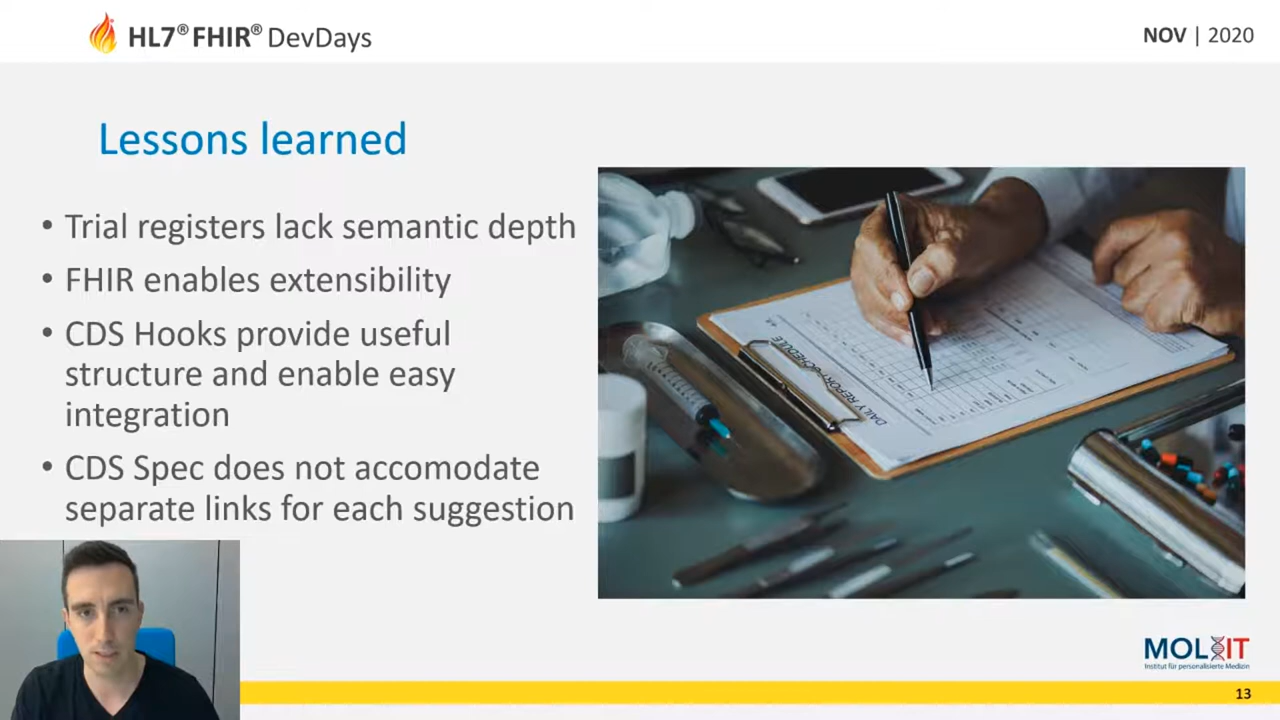 HL7® FHIR® DevDays
NOV | 2020
Lessons learned
• Trial registers lack semantic depth
• FHIR enables extensibility
• CDS Hooks provide useful
structure and enable easy
integration
• CDS Spec does not accomodate
separate links for each suggestion
DAILY REPORT SCHEDULE
MOLIT
Institut für personalisierte Medizin
13